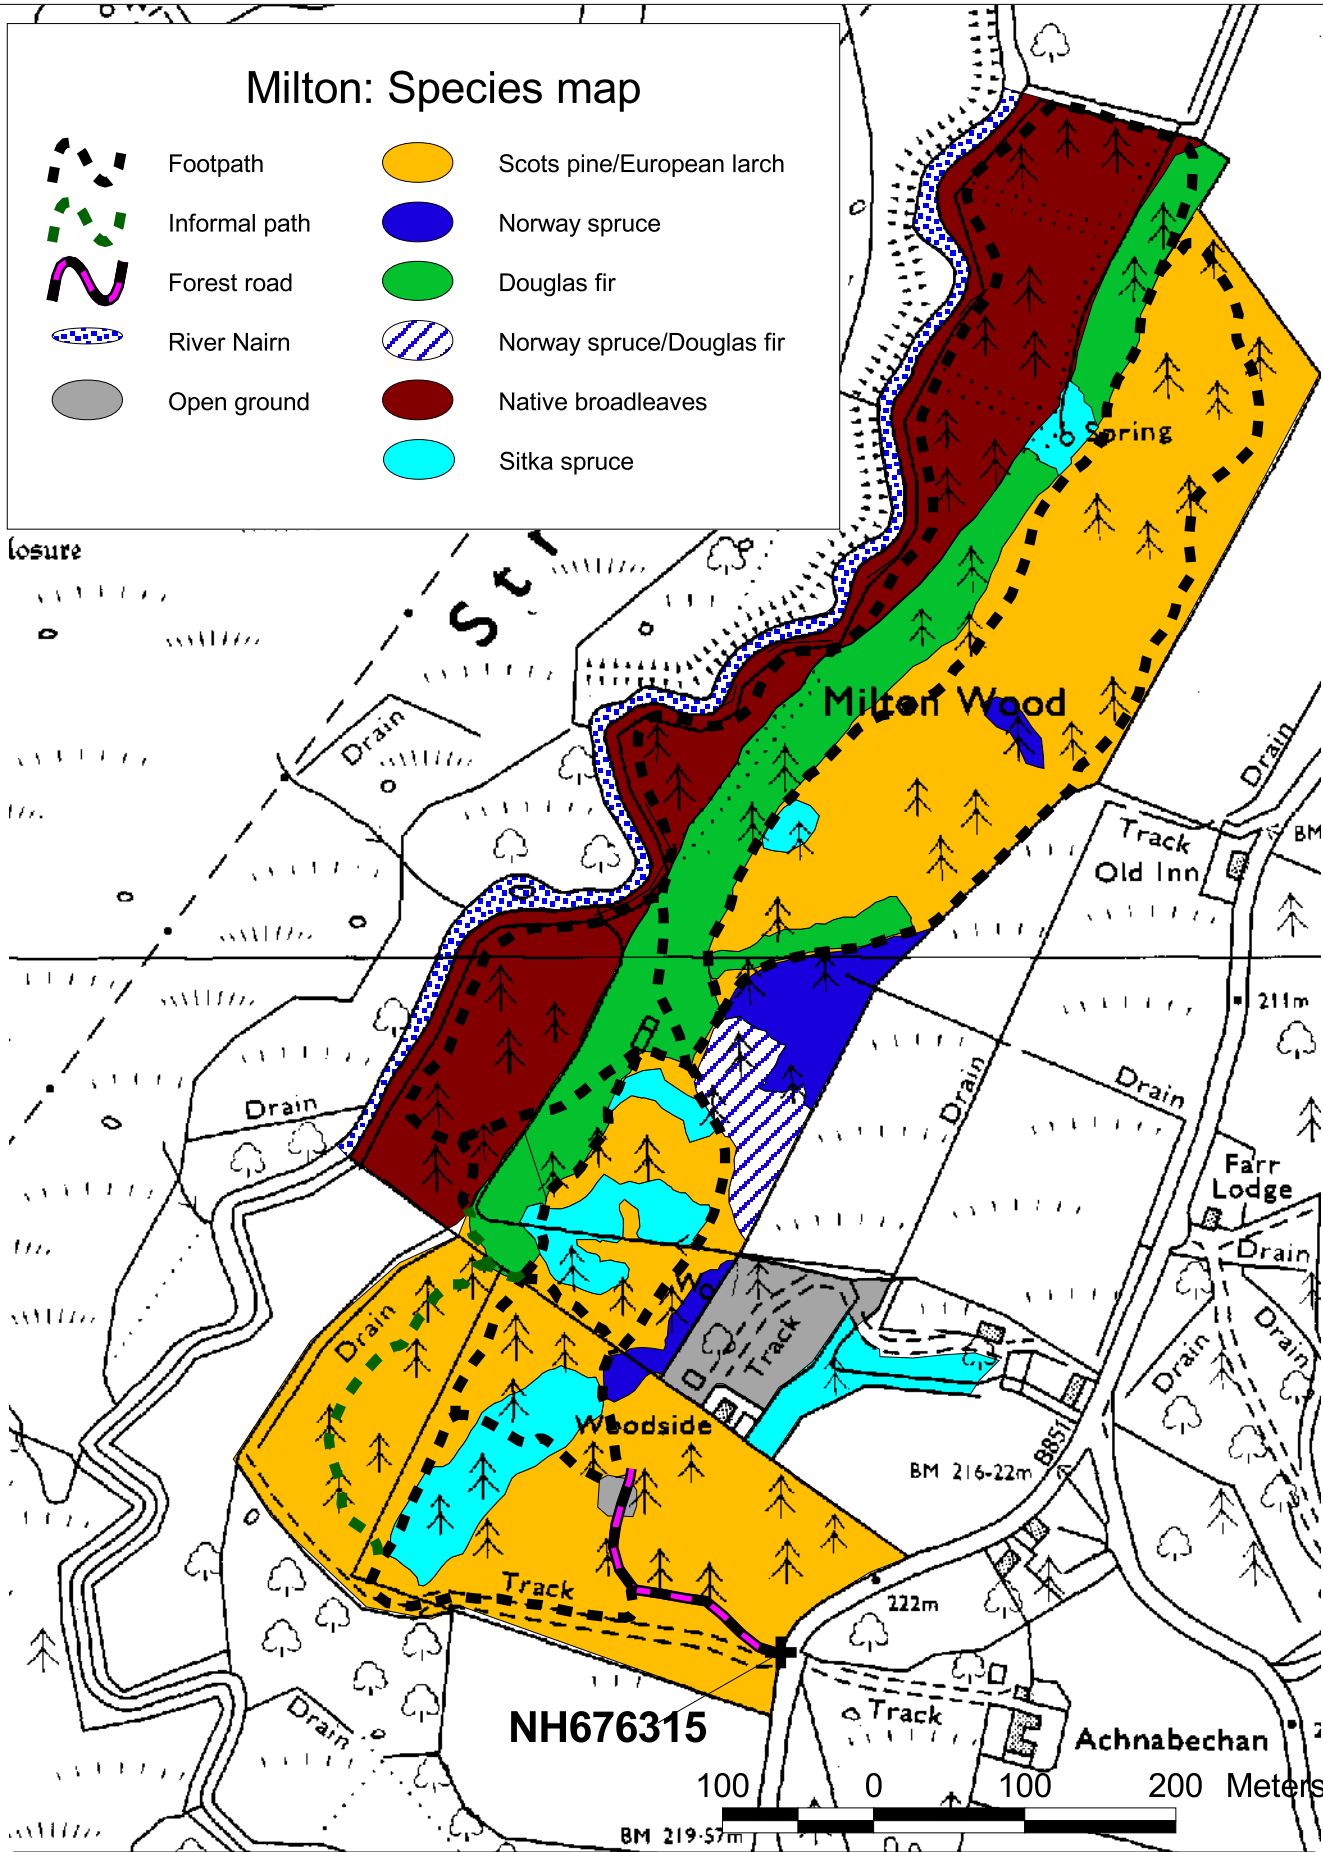 Milton: Species map
Footpath
Scots pine/European larch
Informal path
Norway spruce
Forest road
Douglas fir
River Nairn
Norway spruce/Douglas fir
Open ground
Native broadleaves
Sitka spruce
Spring
losure
Str
Milton Wood
Drain
Drain
Track
BM
Old Inn
211m
Drain
Drain
Drain
Farr
Lodge
Drain
Wo
Drain
Track
Drain
Drain
Woodside
B851
BM 216-22m
Track
222m
NH676315
Drain
Track
Achnabechan
2
100 0 100 200 Meters
BM 219-57m